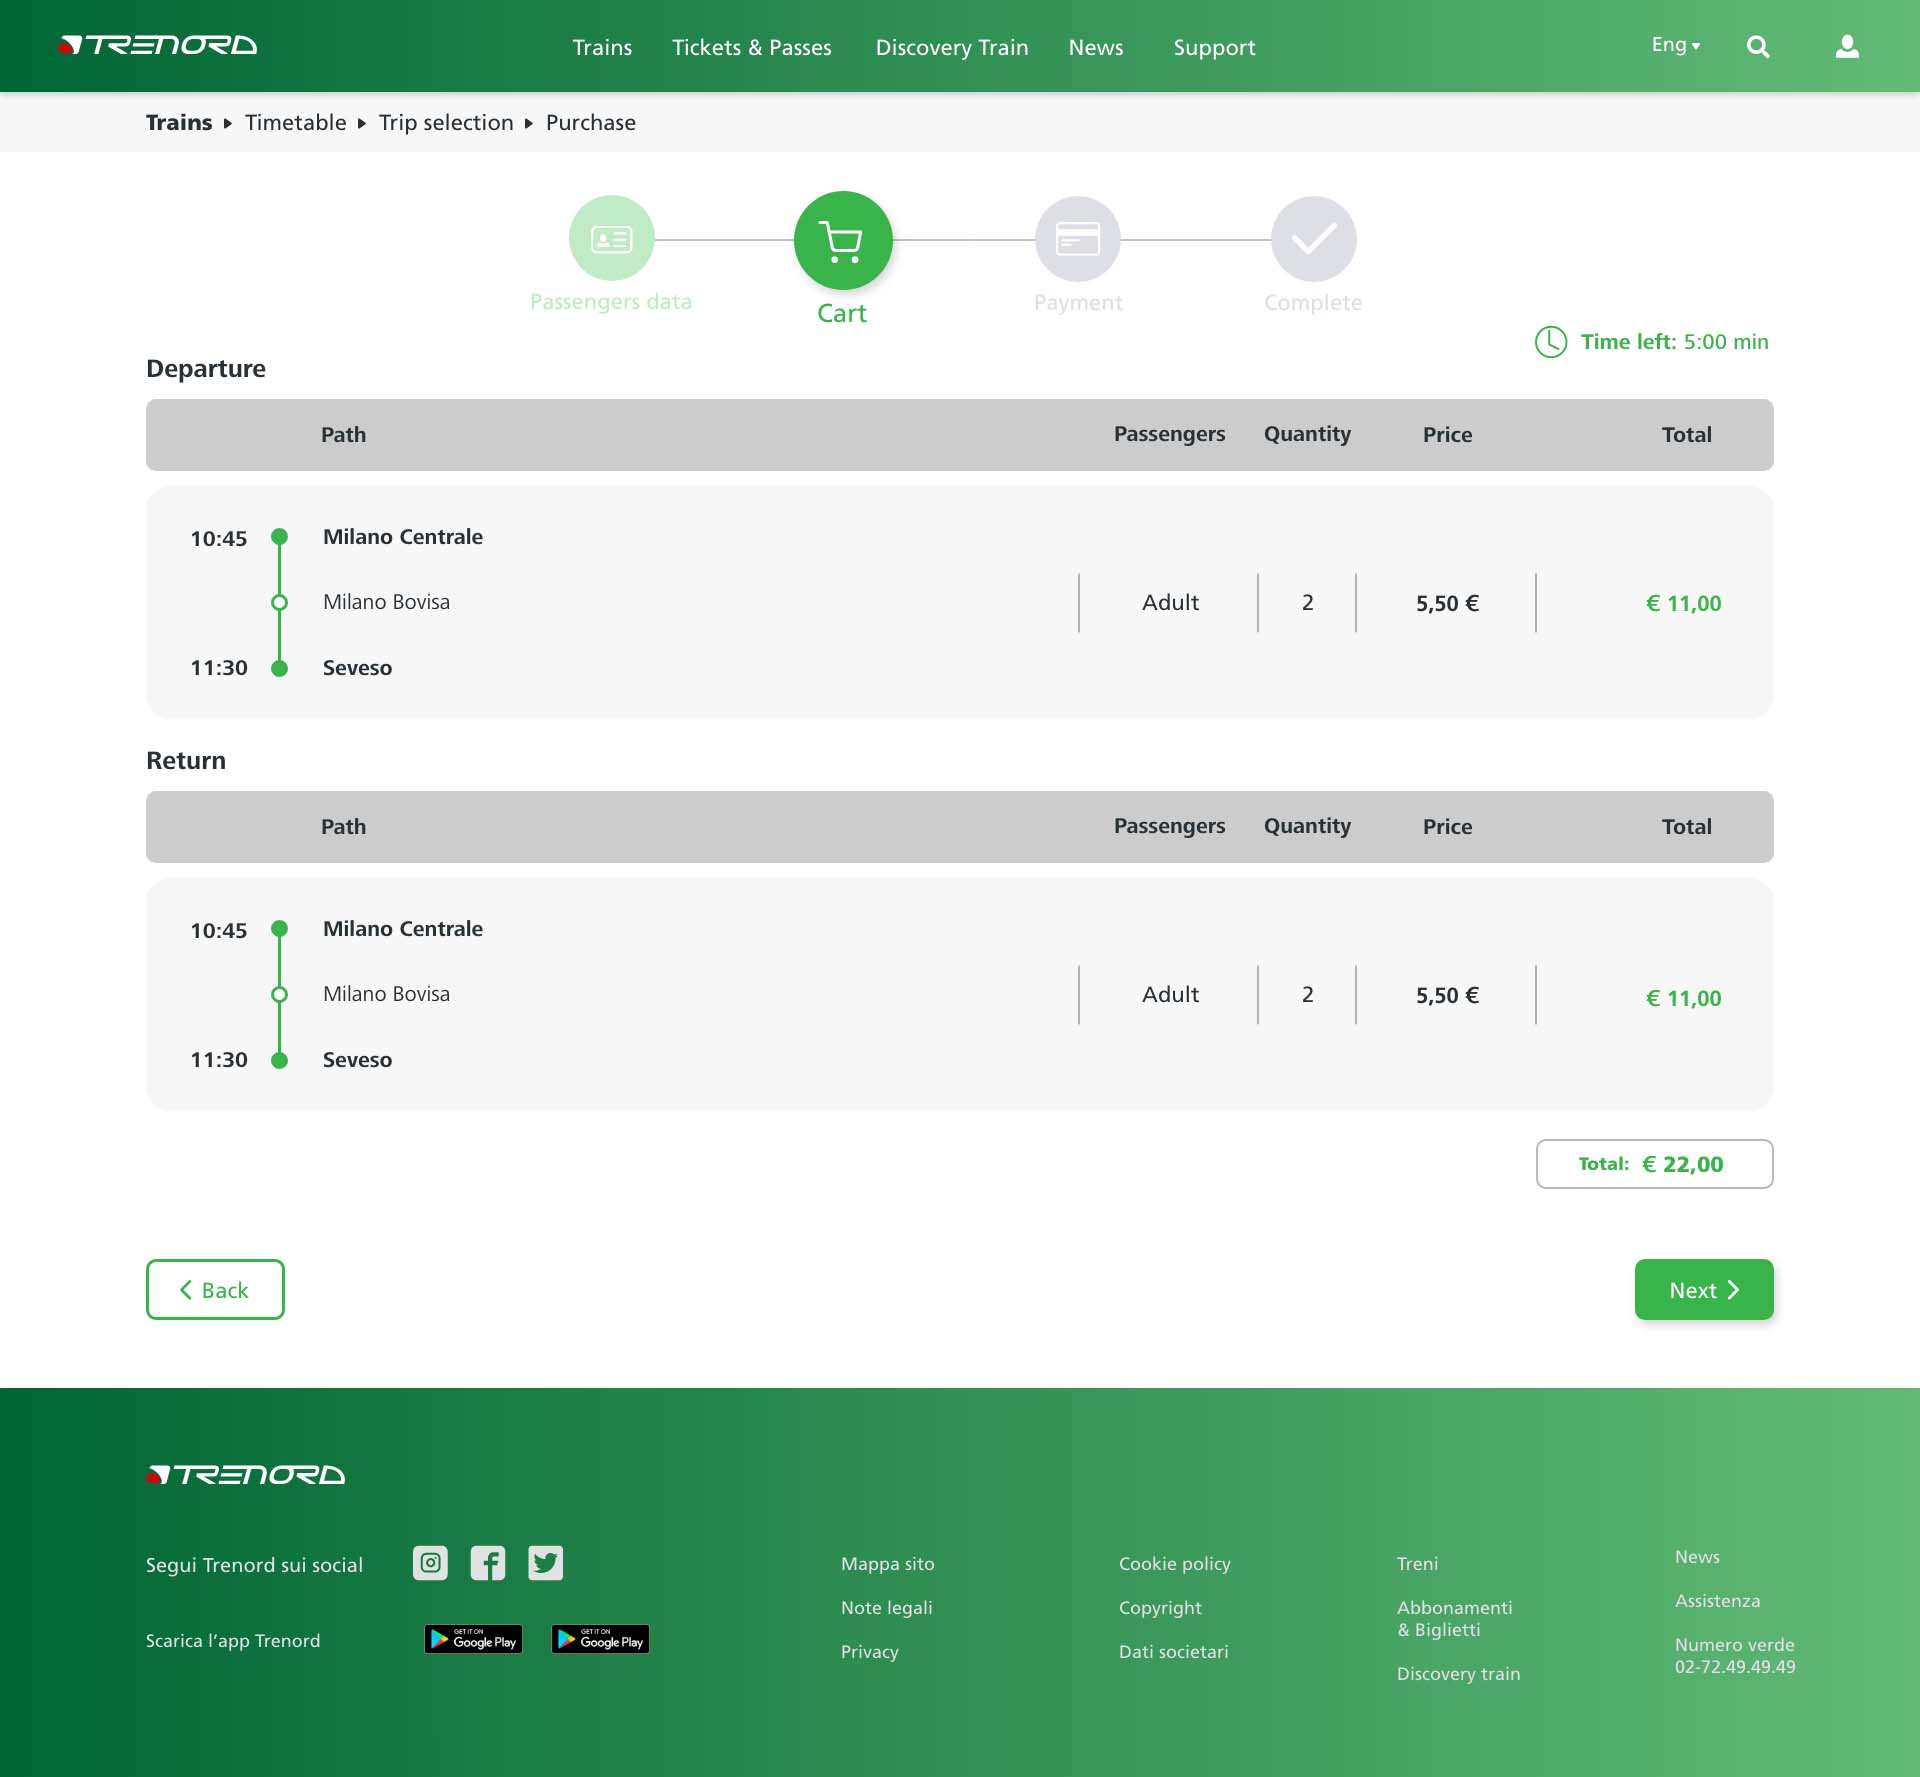 TRENORD
Trains Tickets & Passes Discovery Train News Support
Eng
Trains Timetable Trip selection Purchase
Passengers data
Cart
Payment
Complete
Time left: 5:00 min
Departure
Path Passengers Quantity Price Total
10:45 Milano Centrale
Milano Bovisa Adult 2 5,50 € € 11,00
11:30 Seveso
Return
Path Passengers Quantity Price Total
10:45 Milano Centrale
Milano Bovisa Adult 2 5,50 € € 11,00
11:30 Seveso
Total: € 22,00
Back
Next
TRENORD
Segui Trenord sui social
Scarica l’app Trenord
GET IT ON
Google Play
GET IT ON
Google Play
Mappa sito
Note legali
Privacy
Cookie policy
Copyright
Dati societari
Treni
Abbonamenti
& Biglietti
Discovery train
News
Assistenza
Numero verde
02-72.49.49.49